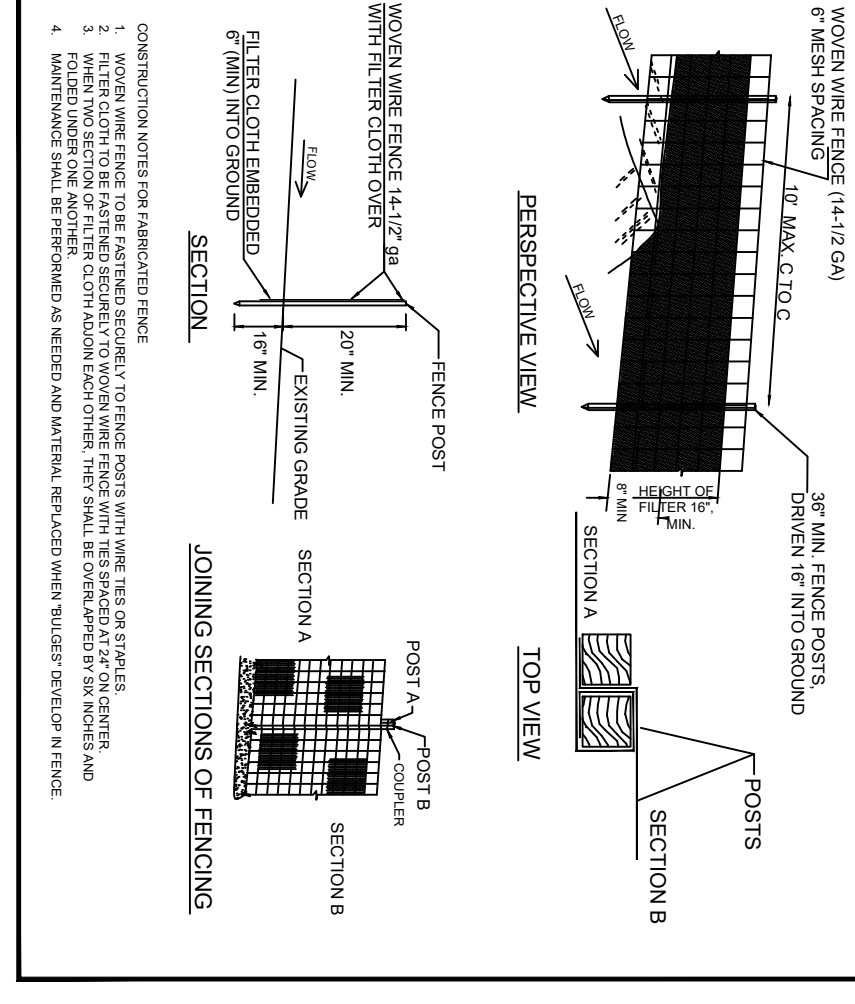 WOVEN WIRE FENCE (14-1/2 GA)
6" MESH SPACING
10' MAX. C TO C
36" MIN. FENCE POSTS,
DRIVEN 16" INTO GROUND
FLOW
FLOW
HEIGHT OF
FILTER 16",
MIN.
8" MIN
PERSPECTIVE VIEW
SECTION A
POSTS
SECTION B
TOP VIEW
WOVEN WIRE FENCE 14-1/2" ga
WITH FILTER CLOTH OVER
FENCE POST
FLOW
20" MIN.
EXISTING GRADE
FILTER CLOTH EMBEDDED
6" (MIN) INTO GROUND
16" MIN.
SECTION
POST A
POST B
COUPLER
SECTION A
SECTION B
JOINING SECTIONS OF FENCING
CONSTRUCTION NOTES FOR FABRICATED FENCE
1. WOVEN WIRE FENCE TO BE FASTENED SECURELY TO FENCE POSTS WITH WIRE TIES OR STAPLES.
2. FILTER CLOTH TO BE FASTENED SECURELY TO WOVEN WIRE FENCE WITH TIES SPACED AT 24" ON CENTER.
3. WHEN TWO SECTION OF FILTER CLOTH ADJOIN EACH OTHER, THEY SHALL BE OVERLAPPED BY SIX INCHES AND
FOLDED UNDER ONE ANOTHER.
4. MAINTENANCE SHALL BE PERFORMED AS NEEDED AND MATERIAL REPLACED WHEN "BULGES" DEVELOP IN FENCE.